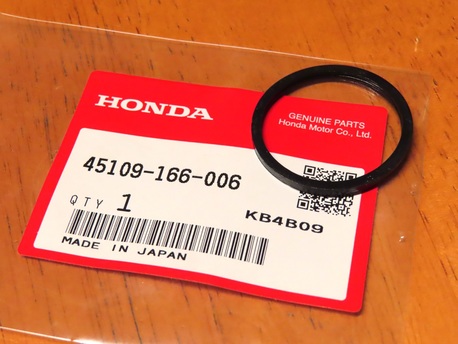 HONDA
GENUINE PARTS
Honda Motor Co., Ltd.
45109-166-006
QTY 1
KB4B09
MADE IN JAPAN